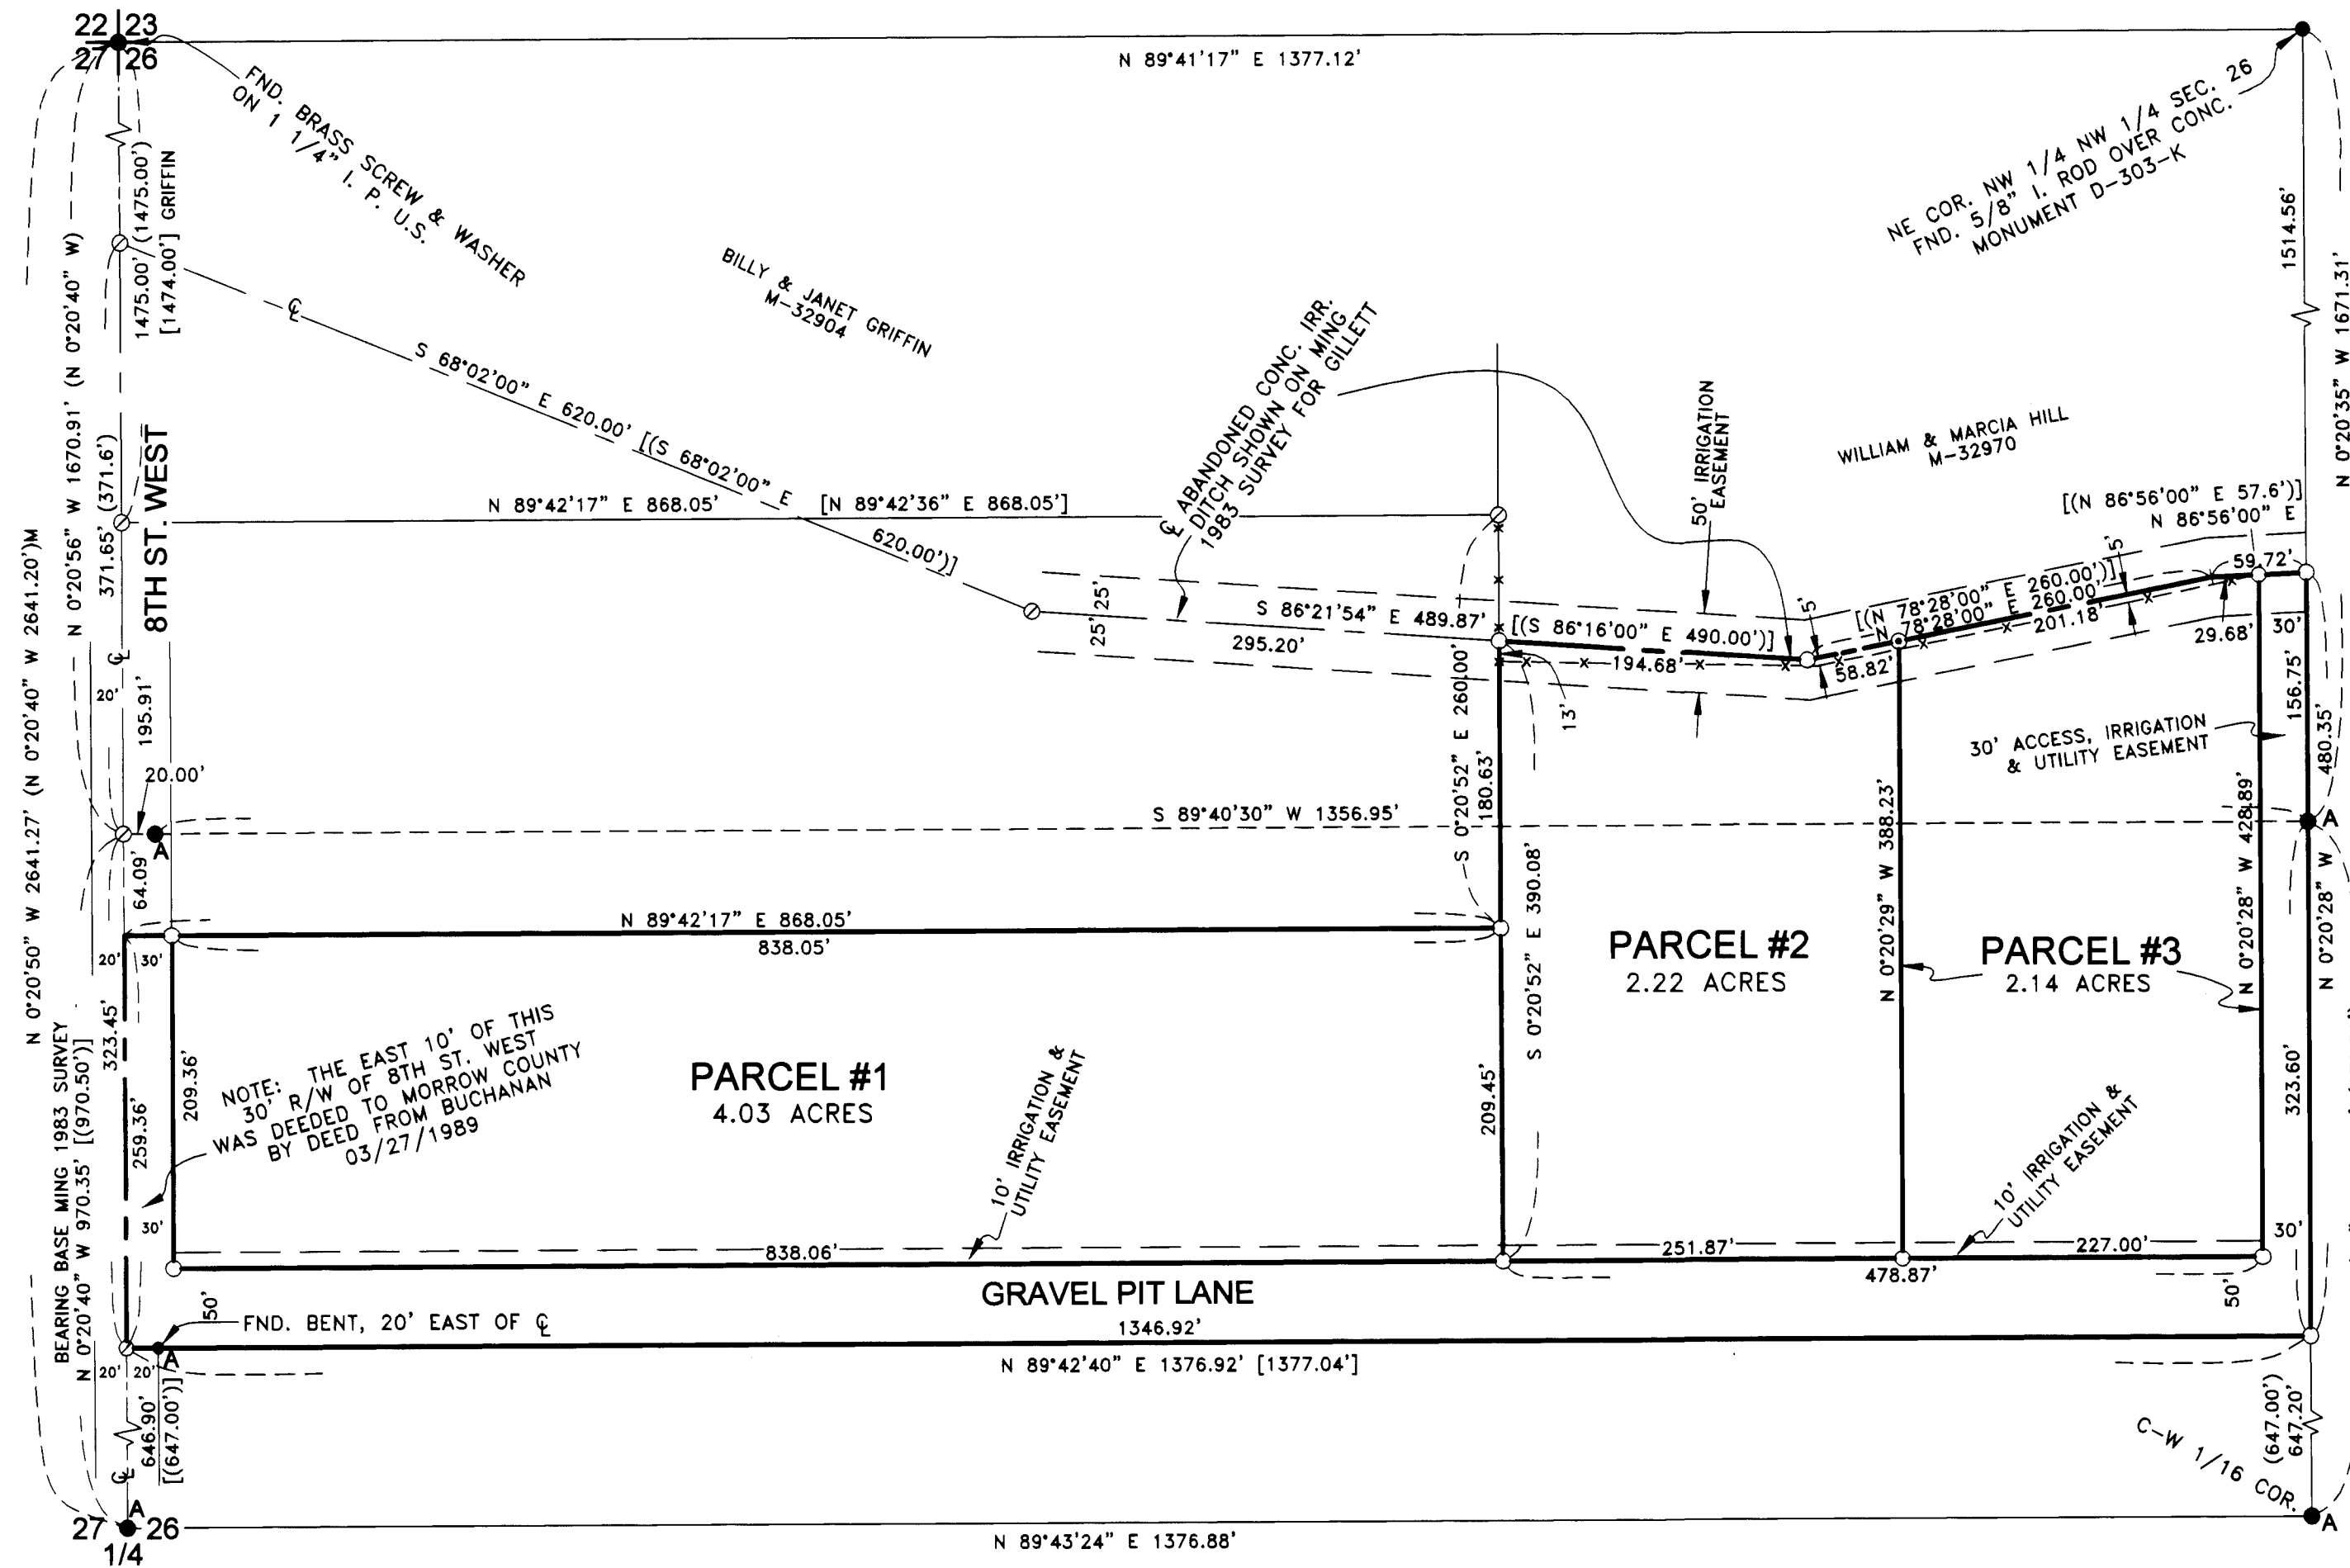 22 23
27 26
N 89°41'17" E 1377.12'
FND. BRASS SCREW & WASHER
ON 1 1/4" I. P. U.S.
NE COR. NW 1/4 NW 1/4 SEC. 26
FND. 5/8" I. ROD OVER CONC.
MONUMENT D-303-K
1475.00' (1475.00')
[1474.00'] GRIFFIN
BILLY & JANET GRIFFIN
M-32904
1514.56'
N 0°20'35" W 1671.31'
℄
S 68°02'00" E 620.00' [(S 68°02'00" E
620.00')]
℄ ABANDONED CONC. IRR.
DITCH SHOWN ON MING
1983 SURVEY FOR GILLETT
50' IRRIGATION
EASEMENT
WILLIAM & MARCIA HILL
M-32970
N 0°20'50" W 2641.27' (N 0°20'40" W 2641.20')M
N 0°20'56" W 1670.91' (N 0°20'40" W)
371.65' (371.6')
8TH ST. WEST
N 89°42'17" E 868.05' [N 89°42'36" E 868.05']
[(N 86°56'00" E 57.6')]
N 86°56'00" E
59.72'
25' 25'
S 86°21'54" E 489.87' [(S 86°16'00" E 490.00')]
295.20'
194.68'
5'
[(N 78°28'00" E 260.00')]
N 78°28'00" E 260.00'
5'
201.18'
58.82'
29.68'
30'
13'
℄
20'
195.91'
20.00'
S 0°20'52" E 260.00'
180.63'
156.75'
480.35'
30' ACCESS, IRRIGATION
& UTILITY EASEMENT
S 89°40'30" W 1356.95'
A
A
64.09'
N 89°42'17" E 868.05'
838.05'
20' 30'
S 0°20'52" E 390.08'
N 0°20'29" W 388.23'
N 0°20'28" W 428.89'
N 0°20'28" W
PARCEL #2
2.22 ACRES
PARCEL #3
2.14 ACRES
BEARING BASE MING 1983 SURVEY
N 0°20'40" W 970.35' [(970.50')]
323.45'
259.36'
209.36'
NOTE: THE EAST 10' OF THIS
30' R/W OF 8TH ST. WEST
WAS DEEDED TO MORROW COUNTY
BY DEED FROM BUCHANAN
03/27/1989
PARCEL #1
4.03 ACRES
10' IRRIGATION &
UTILITY EASEMENT
209.45'
10' IRRIGATION &
UTILITY EASEMENT
323.60'
30'
838.06'
251.87'
227.00'
30'
478.87'
GRAVEL PIT LANE
50'
50'
FND. BENT, 20' EAST OF ℄
1346.92'
A
N 89°42'40" E 1376.92' [1377.04']
20' 20'
646.90'
[(647.00')]
(647.00')
647.20'
℄
C-W 1/16 COR.
A
A
27 26
1/4
N 89°43'24" E 1376.88'